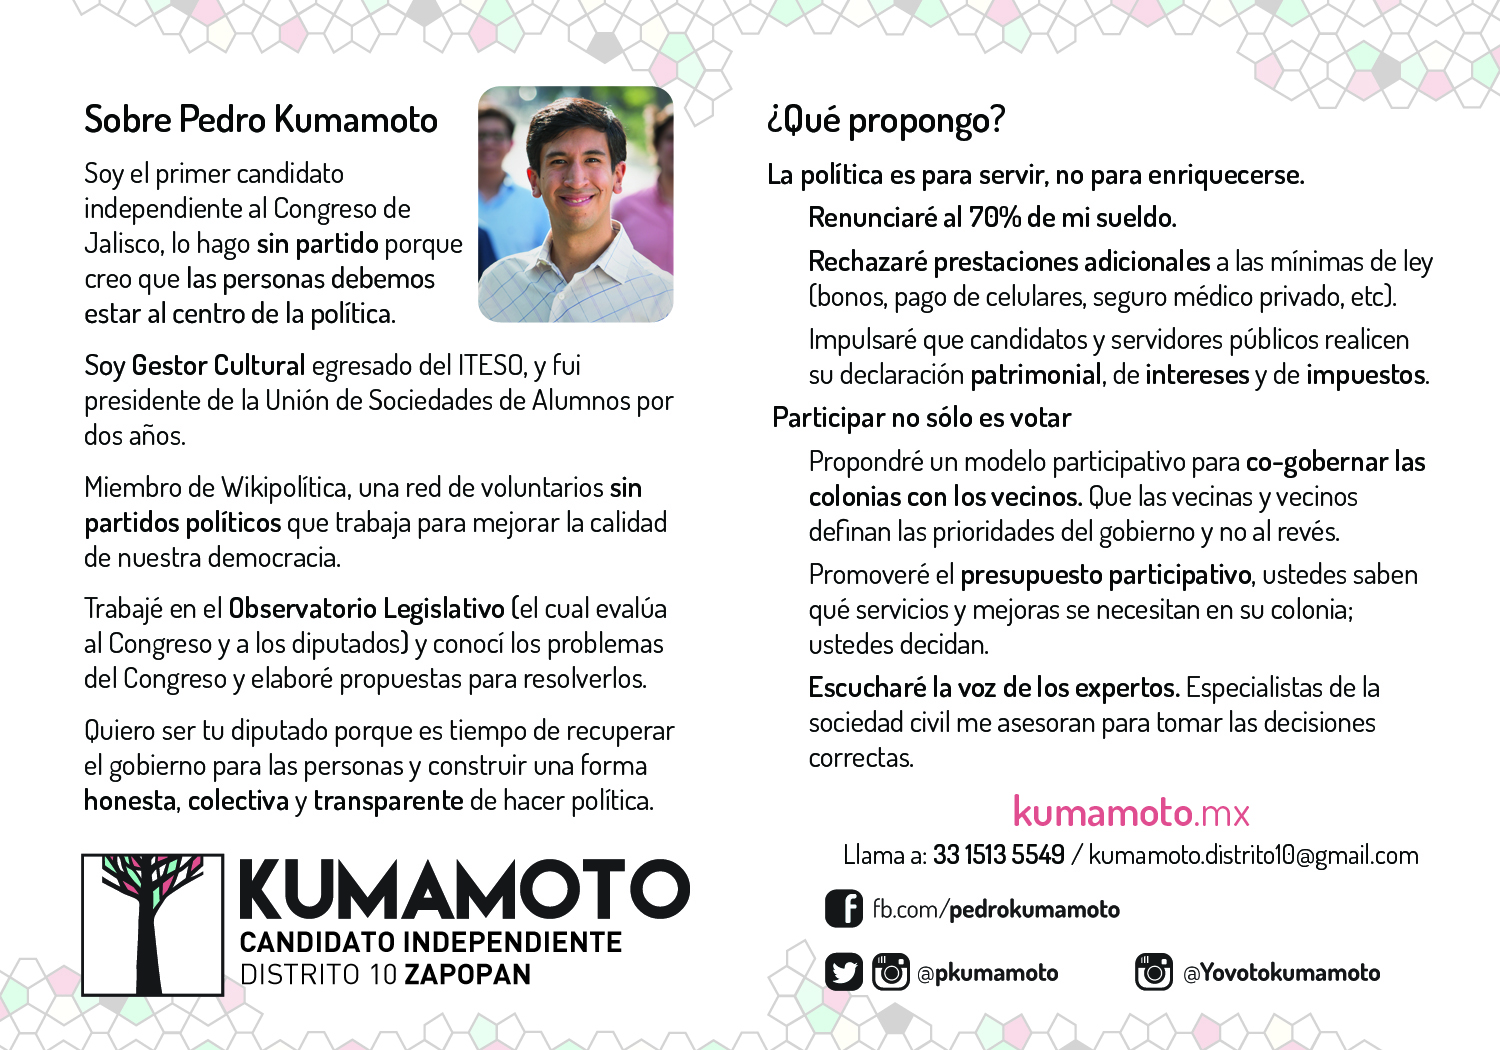 Sobre Pedro Kumamoto
Soy el primer candidato
independiente al Congreso de
Jalisco, lo hago sin partido porque
creo que las personas debemos
estar al centro de la política.
Soy Gestor Cultural egresado del ITESO, y fui
presidente de la Unión de Sociedades de Alumnos por
dos años.
Miembro de Wikipolítica, una red de voluntarios sin
partidos políticos que trabaja para mejorar la calidad
de nuestra democracia.
Trabajé en el Observatorio Legislativo (el cual evalúa
al Congreso y a los diputados) y conocí los problemas
del Congreso y elaboré propuestas para resolverlos.
Quiero ser tu diputado porque es tiempo de recuperar
el gobierno para las personas y construir una forma
honesta, colectiva y transparente de hacer política.
KUMAMOTO
CANDIDATO INDEPENDIENTE
DISTRITO 10 ZAPOPAN
¿Qué propongo?
La política es para servir, no para enriquecerse.
Renunciaré al 70% de mi sueldo.
Rechazaré prestaciones adicionales a las mínimas de ley
(bonos, pago de celulares, seguro médico privado, etc).
Impulsaré que candidatos y servidores públicos realicen
su declaración patrimonial, de intereses y de impuestos.
Participar no sólo es votar
Propondré un modelo participativo para co-gobernar las
colonias con los vecinos. Que las vecinas y vecinos
definan las prioridades del gobierno y no al revés.
Promoveré el presupuesto participativo, ustedes saben
qué servicios y mejoras se necesitan en su colonia;
ustedes decidan.
Escucharé la voz de los expertos. Especialistas de la
sociedad civil me asesoran para tomar las decisiones
correctas.
kumamoto.mx
Llama a: 33 1513 5549 / kumamoto.distrito10@gmail.com
fb.com/pedrokumamoto
@pkumamoto
@Yovotokumamoto